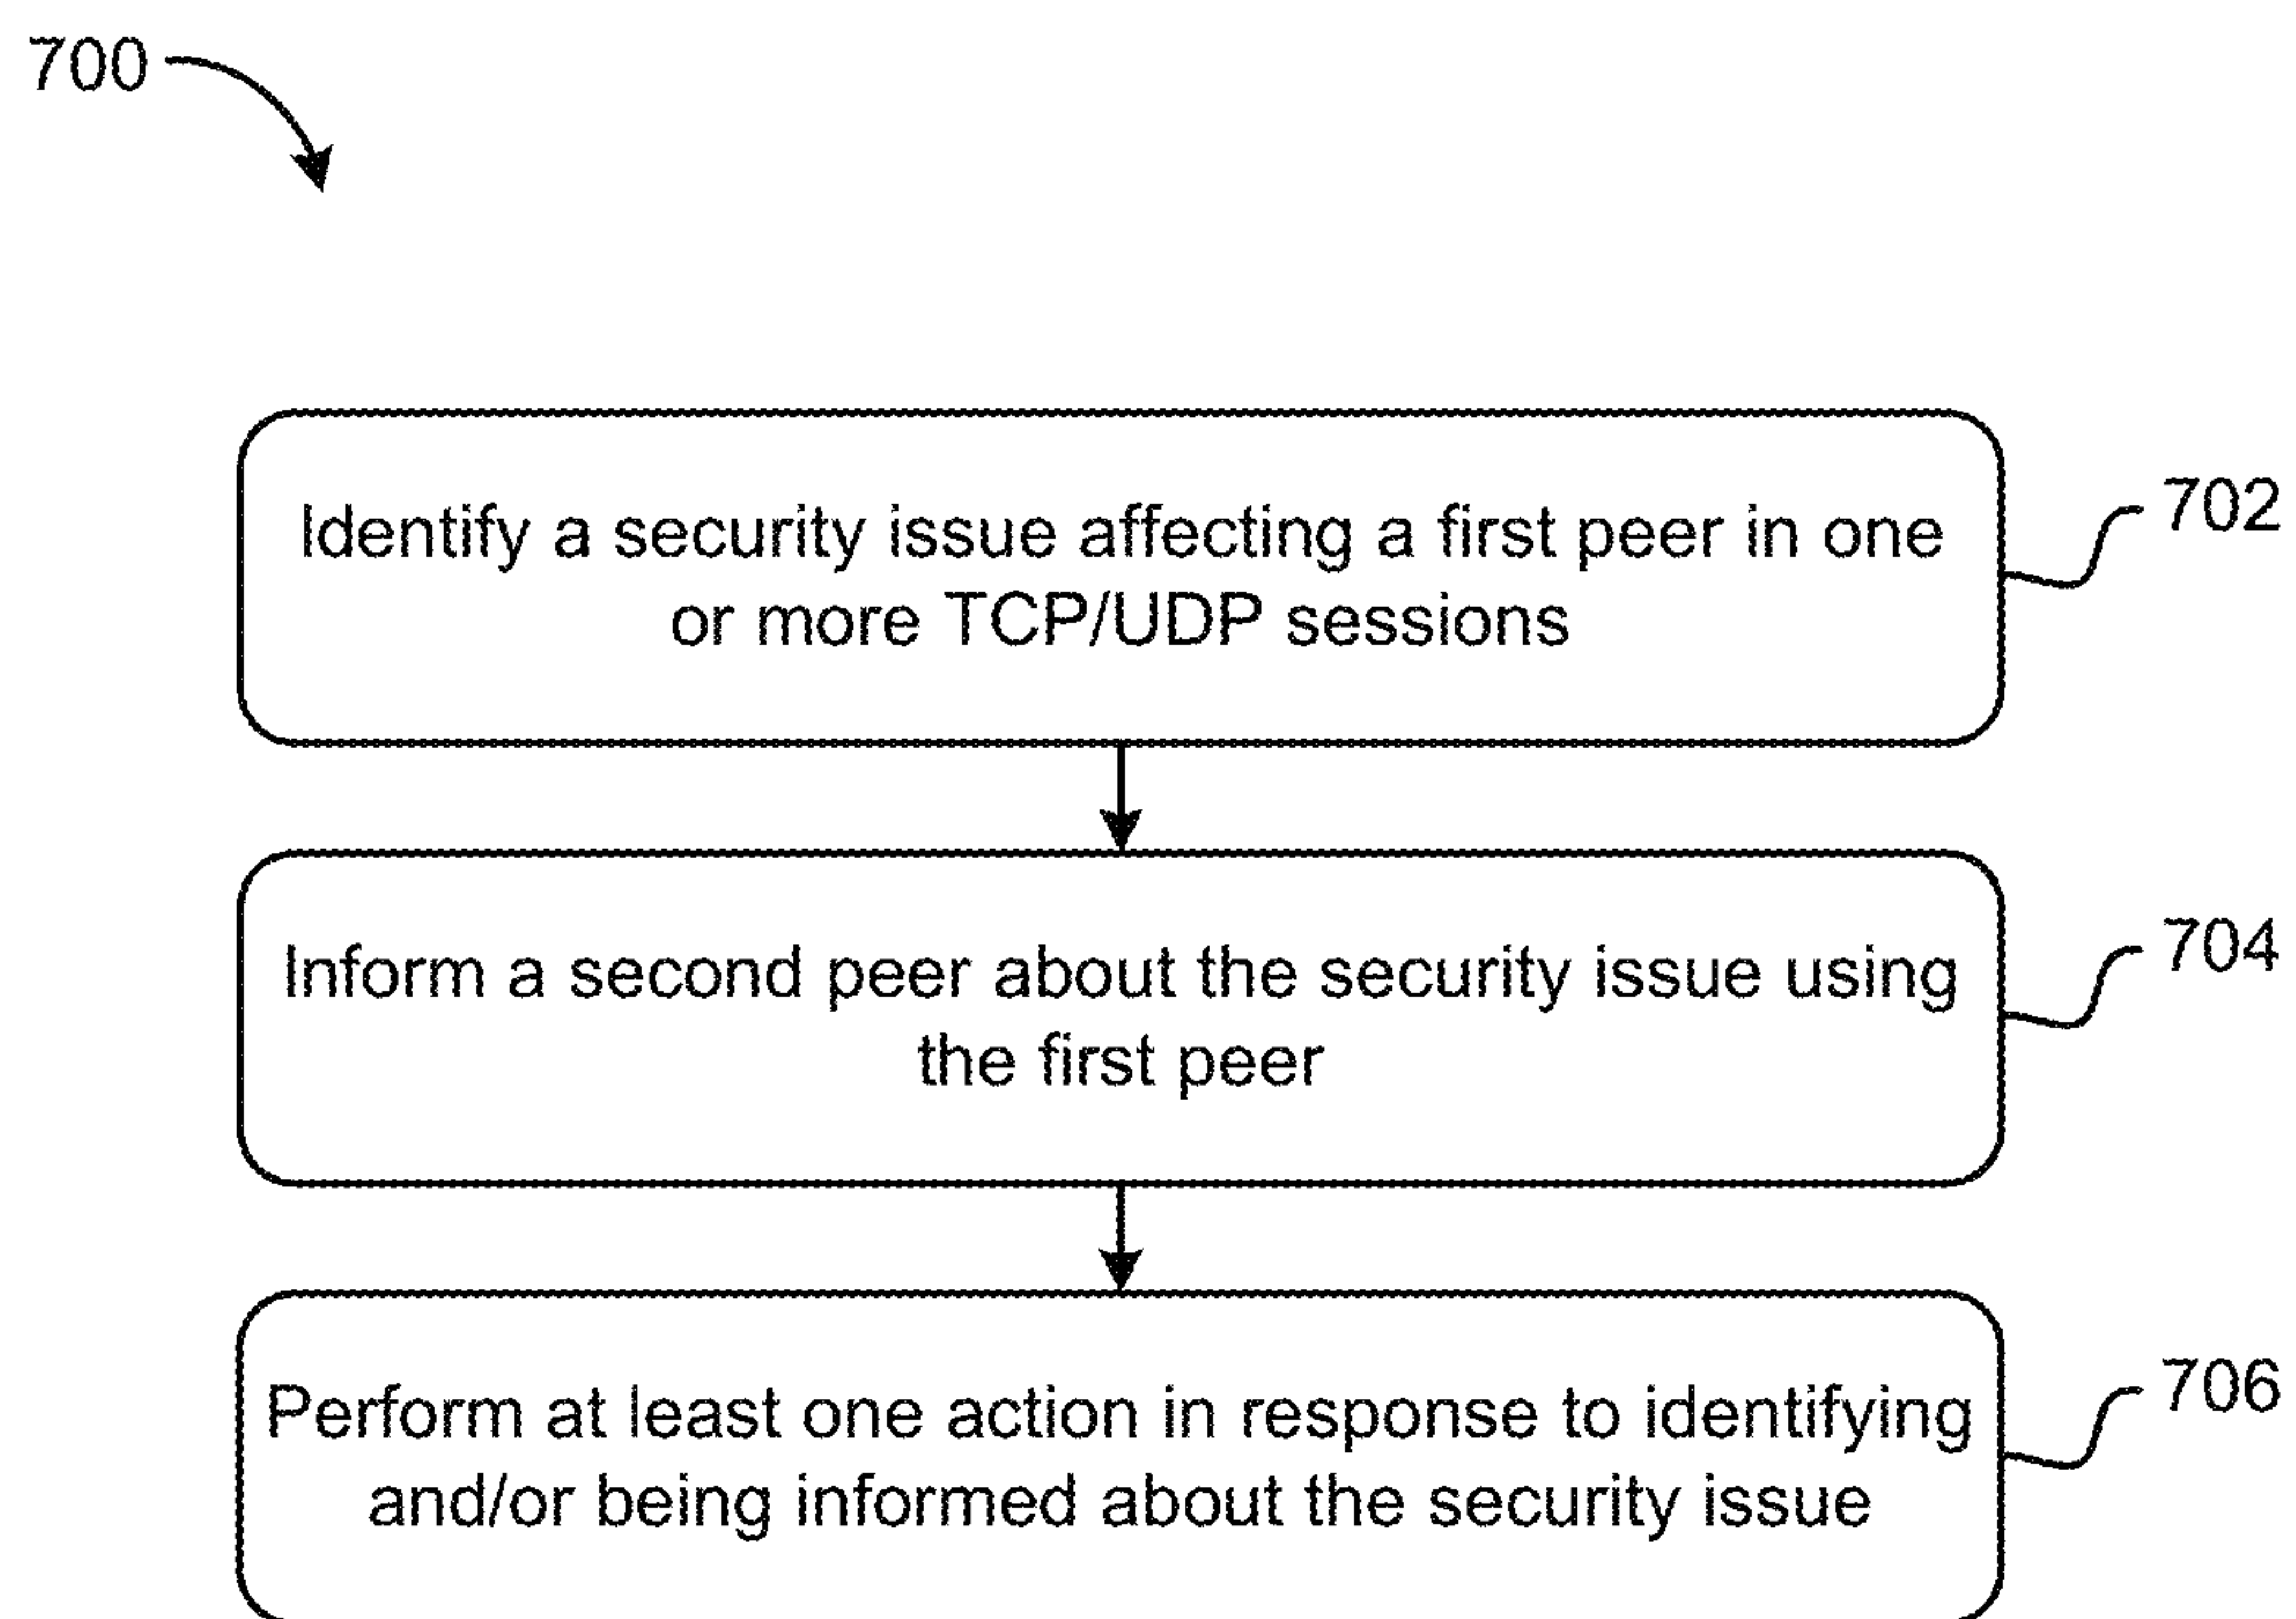 700
Identify a security issue affecting a first peer in one
or more TCP/UDP sessions
702
Inform a second peer about the security issue using
the first peer
704
Perform at least one action in response to identifying
and/or being informed about the security issue
706